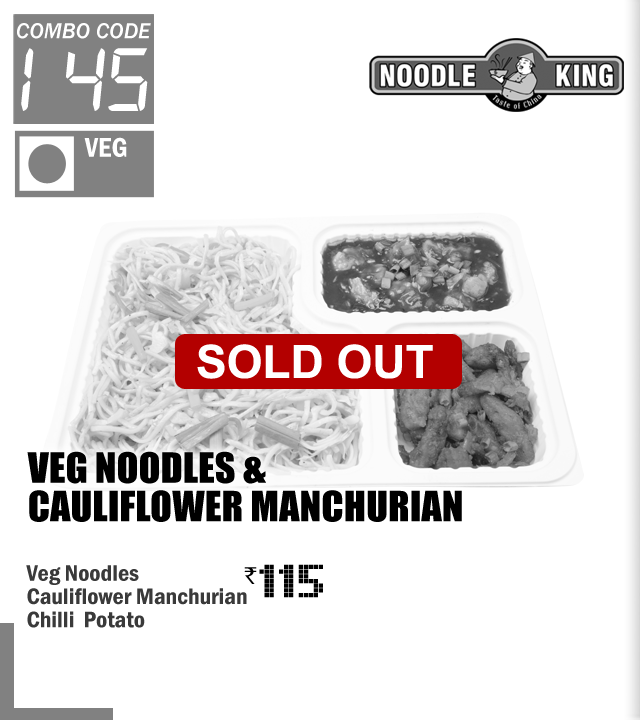 COMBO CODE
145
VEG
NOODLE KING
Taste of China
SOLD OUT
VEG NOODLES &
CAULIFLOWER MANCHURIAN
Veg Noodles
Cauliflower Manchurian
Chilli Potato
₹115